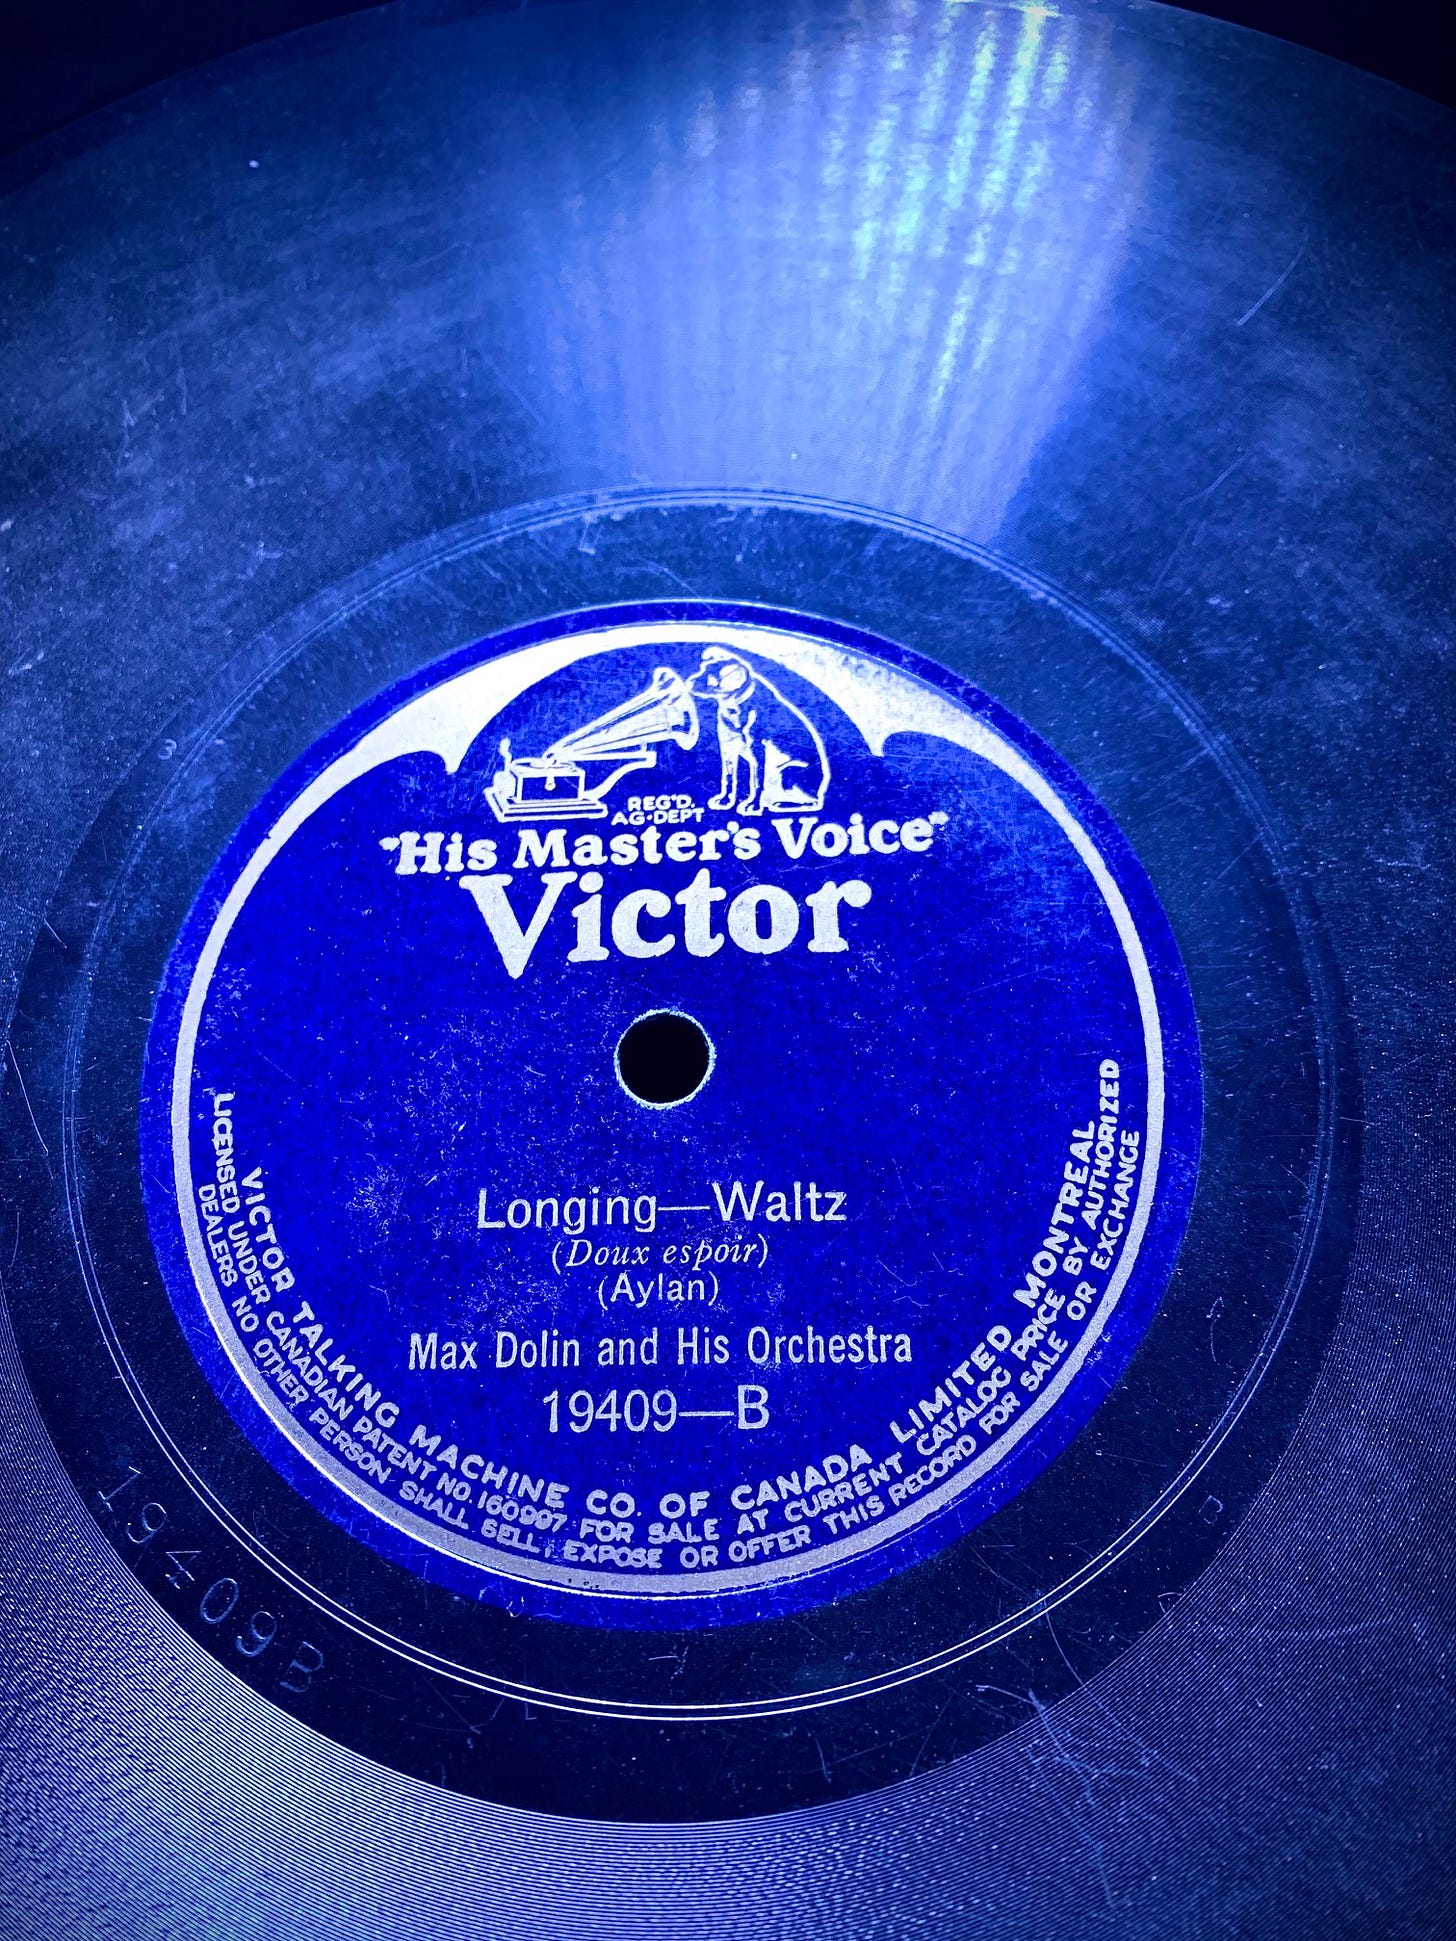 REG'D.
AG·DEPT
"His Master's Voice"
Victor
Longing—Waltz
(Doux espoir)
(Aylan)
Max Dolin and His Orchestra
19409—B
VICTOR TALKING MACHINE CO. OF CANADA LIMITED MONTREAL
LICENSED UNDER CANADIAN PATENT NO. 160997 FOR SALE AT CURRENT CATALOG PRICE BY AUTHORIZED
DEALERS NO OTHER PERSON SHALL SELL, EXPOSE OR OFFER THIS RECORD FOR SALE OR EXCHANGE
19409B
3